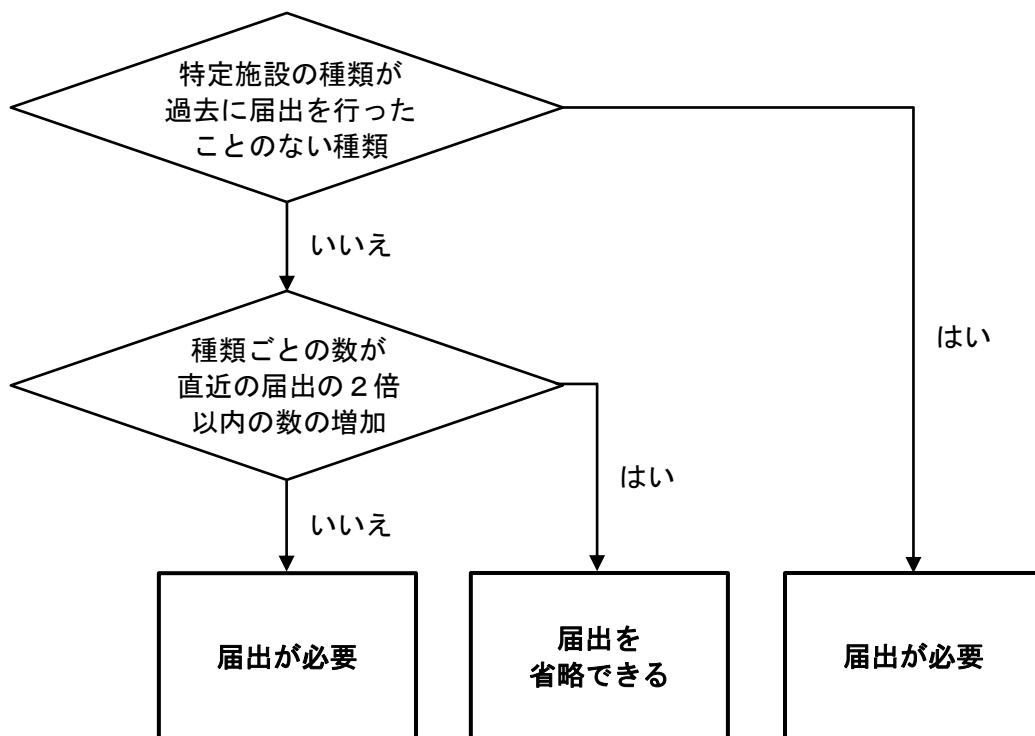 特定施設の種類が
過去に届出を行った
ことのない種類
いいえ
はい
種類ごとの数が
直近の届出の２倍
以内の数の増加
はい
いいえ
届出が必要
届出を
省略できる
届出が必要